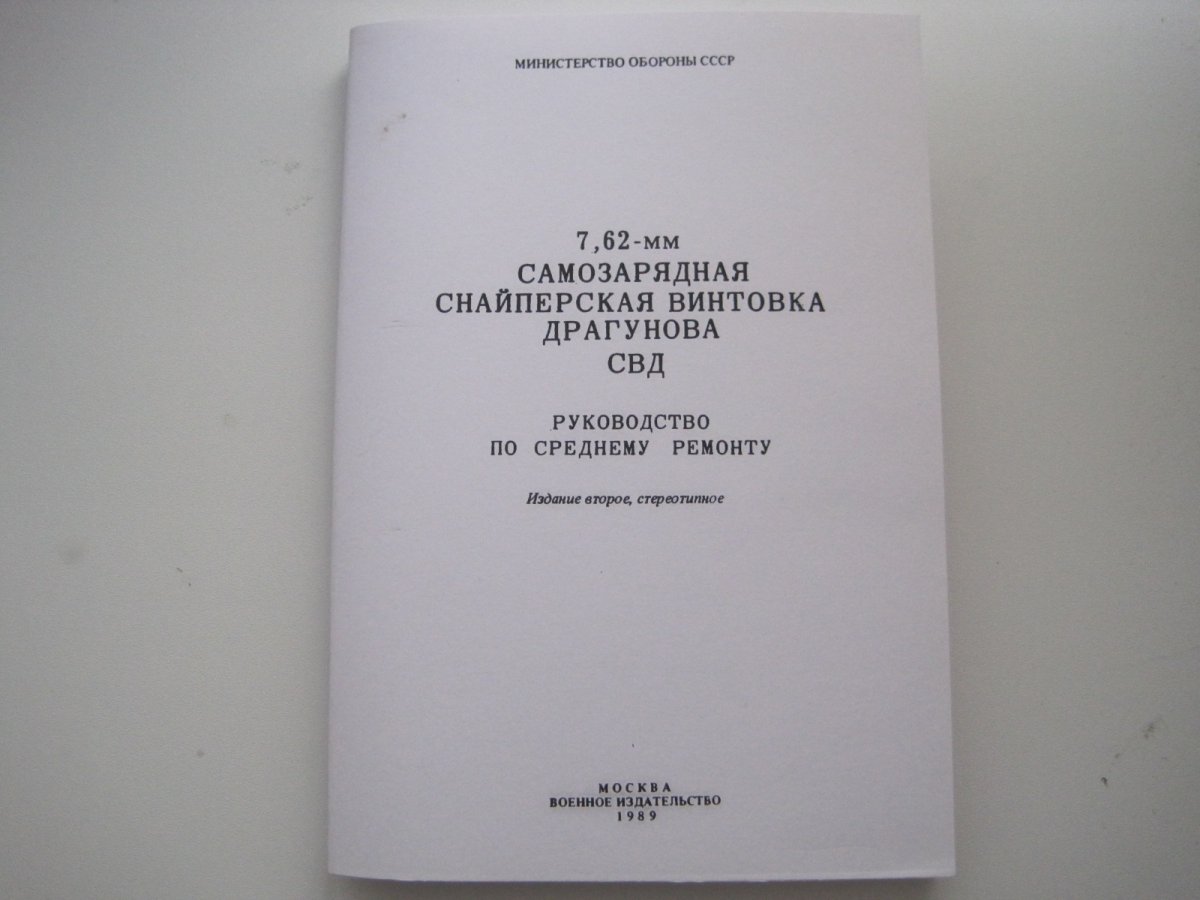 МИНИСТЕРСТВО ОБОРОНЫ СССР
7,62-мм
САМОЗАРЯДНАЯ
СНАЙПЕРСКАЯ ВИНТОВКА
ДРАГУНОВА
СВД
РУКОВОДСТВО
ПО СРЕДНЕМУ РЕМОНТУ
Издание второе, стереотипное
МОСКВА
ВОЕННОЕ ИЗДАТЕЛЬСТВО
1989